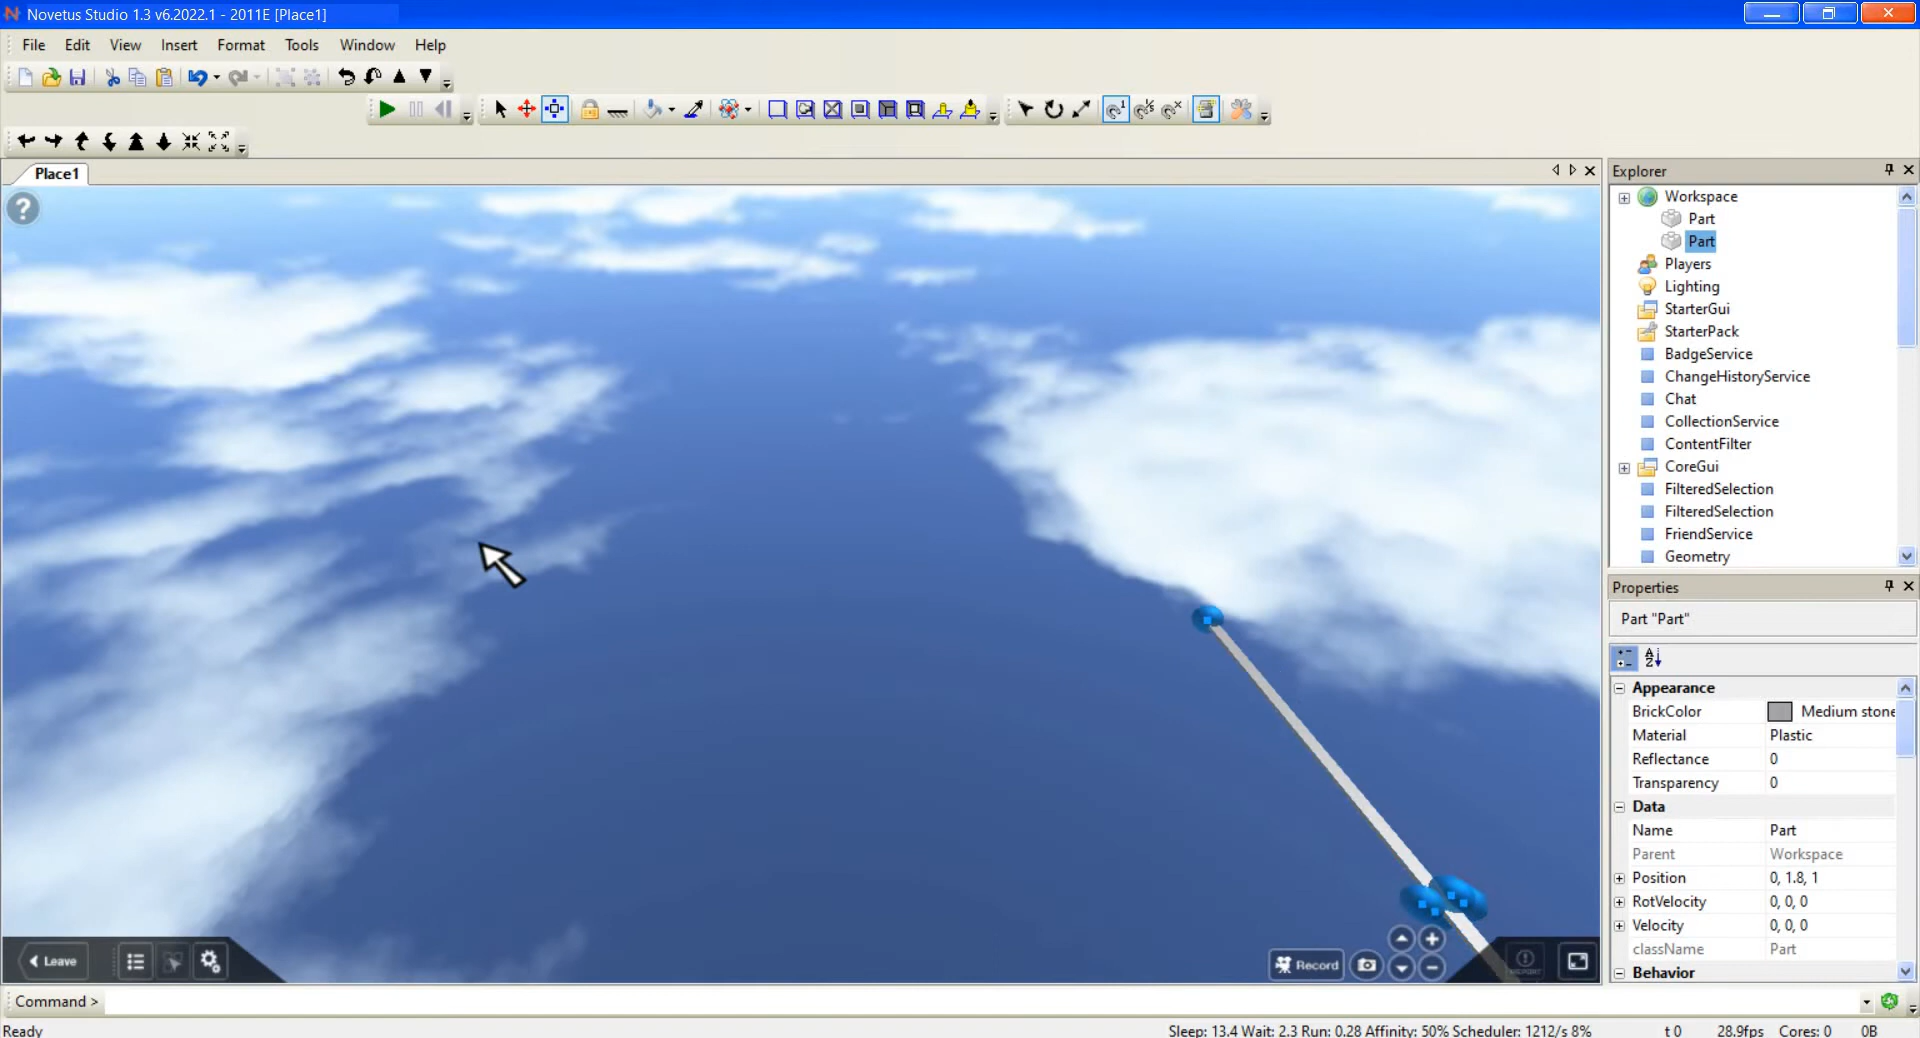 Novetus Studio 1.3 v6.2022.1 - 2011E [Place1]
File Edit View Insert Format Tools Window Help
Place1
Explorer
Workspace
Part
Part
Players
Lighting
StarterGui
StarterPack
BadgeService
ChangeHistoryService
Chat
CollectionService
ContentFilter
CoreGui
FilteredSelection
FilteredSelection
FriendService
Geometry
Properties
Part "Part"
Appearance
BrickColor Medium stone
Material Plastic
Reflectance 0
Transparency 0
Data
Name Part
Parent Workspace
Position 0, 1.8, 1
RotVelocity 0, 0, 0
Velocity 0, 0, 0
className Part
Behavior
Leave
Record
Command >
Ready
Sleep: 13.4 Wait: 2.3 Run: 0.28 Affinity: 50% Scheduler: 1212/s 8% t 0 28.9fps Cores: 0 0B